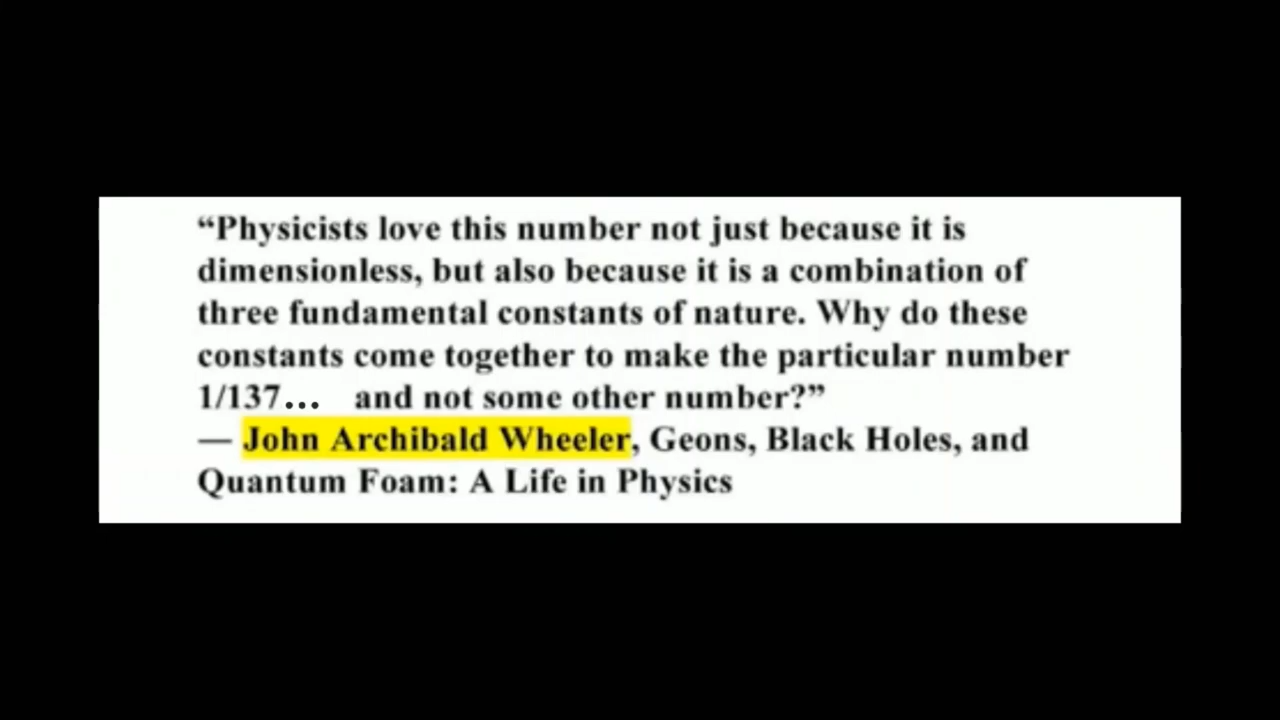 “Physicists love this number not just because it is
dimensionless, but also because it is a combination of
three fundamental constants of nature. Why do these
constants come together to make the particular number
1/137... and not some other number?”
— John Archibald Wheeler, Geons, Black Holes, and
Quantum Foam: A Life in Physics